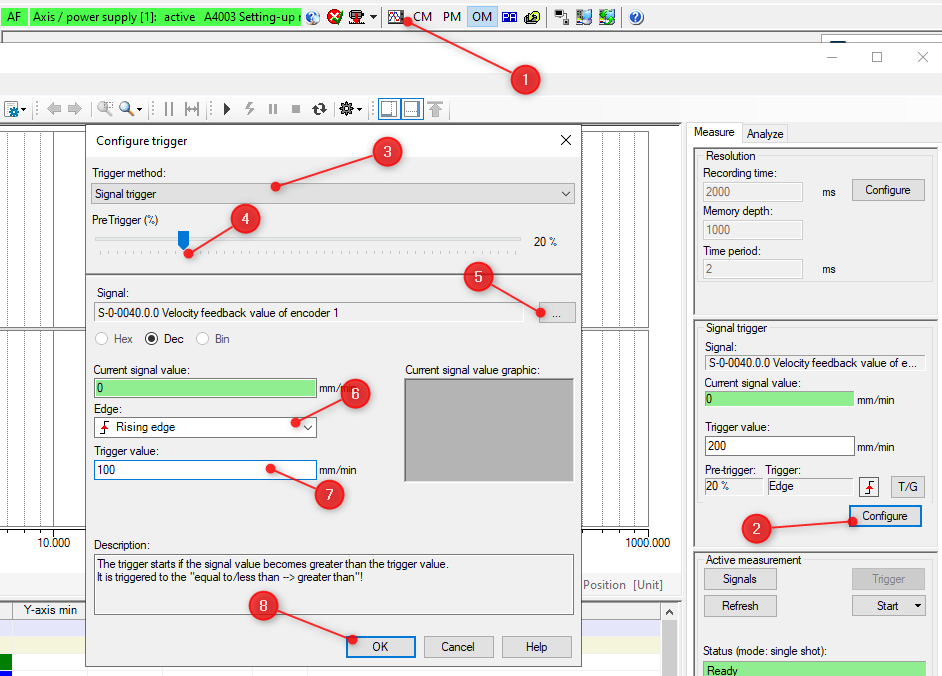 AF
Axis / power supply [1]: active A4003 Setting-up
CM PM OM
1
Configure trigger
3
Trigger method:
Signal trigger
PreTrigger (%)
4
20 %
5
Signal:
S-0-0040.0.0 Velocity feedback value of encoder 1
...
Hex Dec Bin
Current signal value:
0
mm/min
Current signal value graphic:
6
Edge:
Rising edge
Trigger value:
100
mm/min
7
Description:
The trigger starts if the signal value becomes greater than the trigger value.
It is triggered to the "equal to/less than --> greater than"!
8
OK Cancel Help
10.000
1000.000
Position [Unit]
Y-axis min
Measure Analyze
Resolution
Recording time:
2000 ms Configure
Memory depth:
1000
Time period:
2 ms
Signal trigger
Signal:
S-0-0040.0.0 Velocity feedback value of e...
Current signal value:
0 mm/min
Trigger value:
200 mm/min
Pre-trigger: Trigger:
20 % Edge T/G
2
Configure
Active measurement
Signals Trigger
Refresh Start
Status (mode: single shot):
Ready